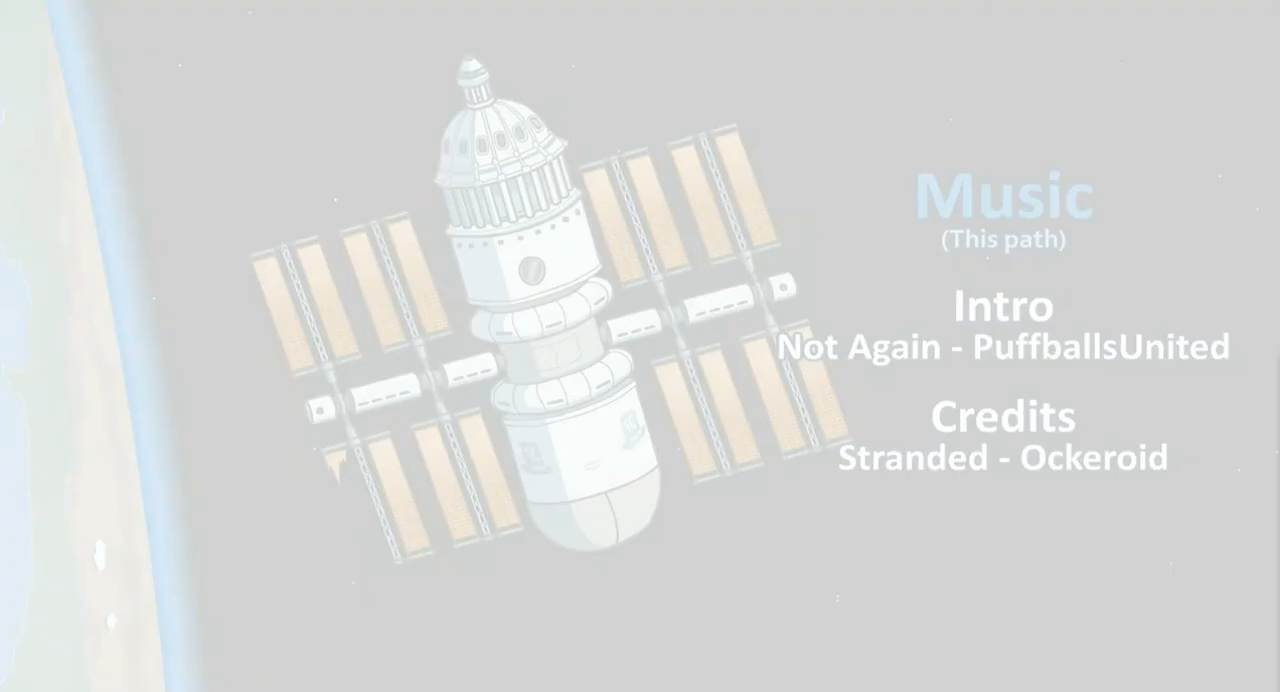 Music
(This path)
Intro
Not Again - PuffballsUnited
Credits
Stranded - Ockeroid